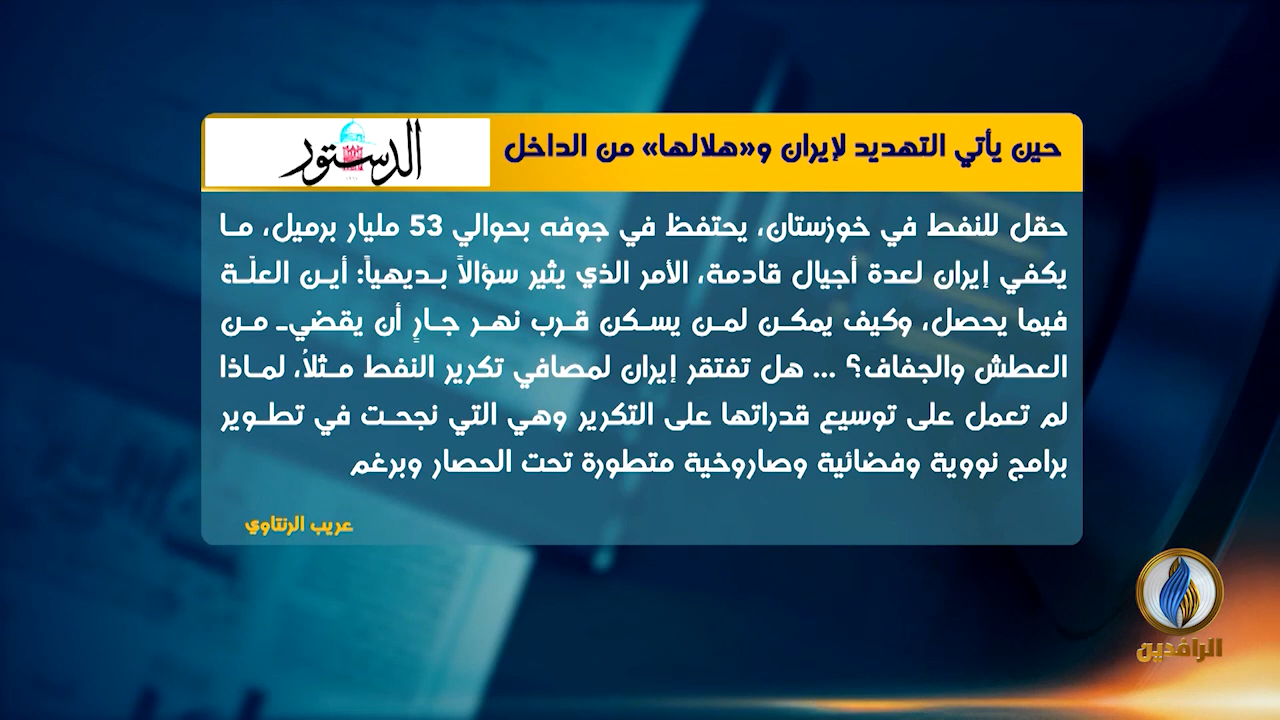 حين يأتي التهديد لإيران و«هلالها» من الداخل
الدستور
حقل للنفط في خوزستان، يحتفظ في جوفه بحوالي 53 مليار برميل، ما
يكفي إيران لعدة أجيال قادمة، الأمر الذي يثير سؤالاً بديهياً: أين العلّة
فيما يحصل، وكيف يمكن لمن يسكن قرب نهر جارٍ أن يقضي- من
العطش والجفاف؟ ... هل تفتقر إيران لمصافي تكرير النفط مثلاً، لماذا
لم تعمل على توسيع قدراتها على التكرير وهي التي نجحت في تطوير
برامج نووية وفضائية وصاروخية متطورة تحت الحصار وبرغم
عريب الرنتاوي
الرافدين